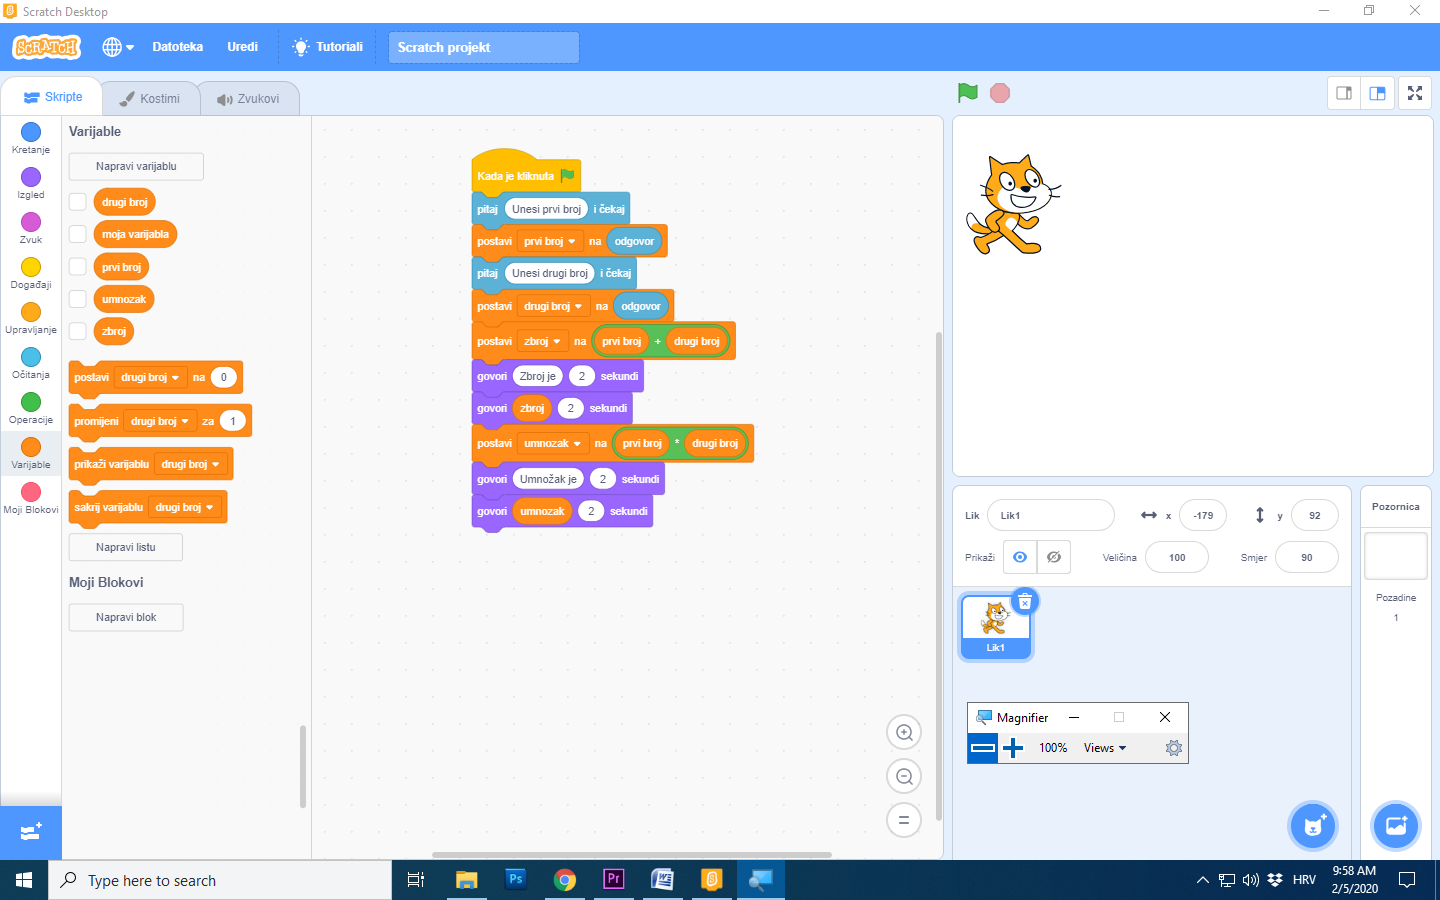 Scratch Desktop
SCRATCH
Datoteka
Uredi
Tutoriali
Scratch projekt
Skripte
Kostimi
Zvukovi
Kretanje
Izgled
Zvuk
Događaji
Upravljanje
Očitanja
Operacije
Varijable
Moji Blokovi
Varijable
Napravi varijablu
drugi broj
moja varijabla
prvi broj
umnozak
zbroj
postavi drugi broj na 0
promijeni drugi broj za 1
prikaži varijablu drugi broj
sakrij varijablu drugi broj
Napravi listu
Moji Blokovi
Napravi blok
Kada je kliknuta
pitaj Unesi prvi broj i čekaj
postavi prvi broj na odgovor
pitaj Unesi drugi broj i čekaj
postavi drugi broj na odgovor
postavi zbroj na prvi broj + drugi broj
govori Zbroj je 2 sekundi
govori zbroj 2 sekundi
postavi umnozak na prvi broj * drugi broj
govori Umnožak je 2 sekundi
govori umnozak 2 sekundi
Lik Lik1 x -179 y 92
Prikaži Veličina 100 Smjer 90
Lik1
Pozornica
Pozadine
1
Magnifier
100% Views
Type here to search
Ps
Pr
W
HRV
9:58 AM
2/5/2020